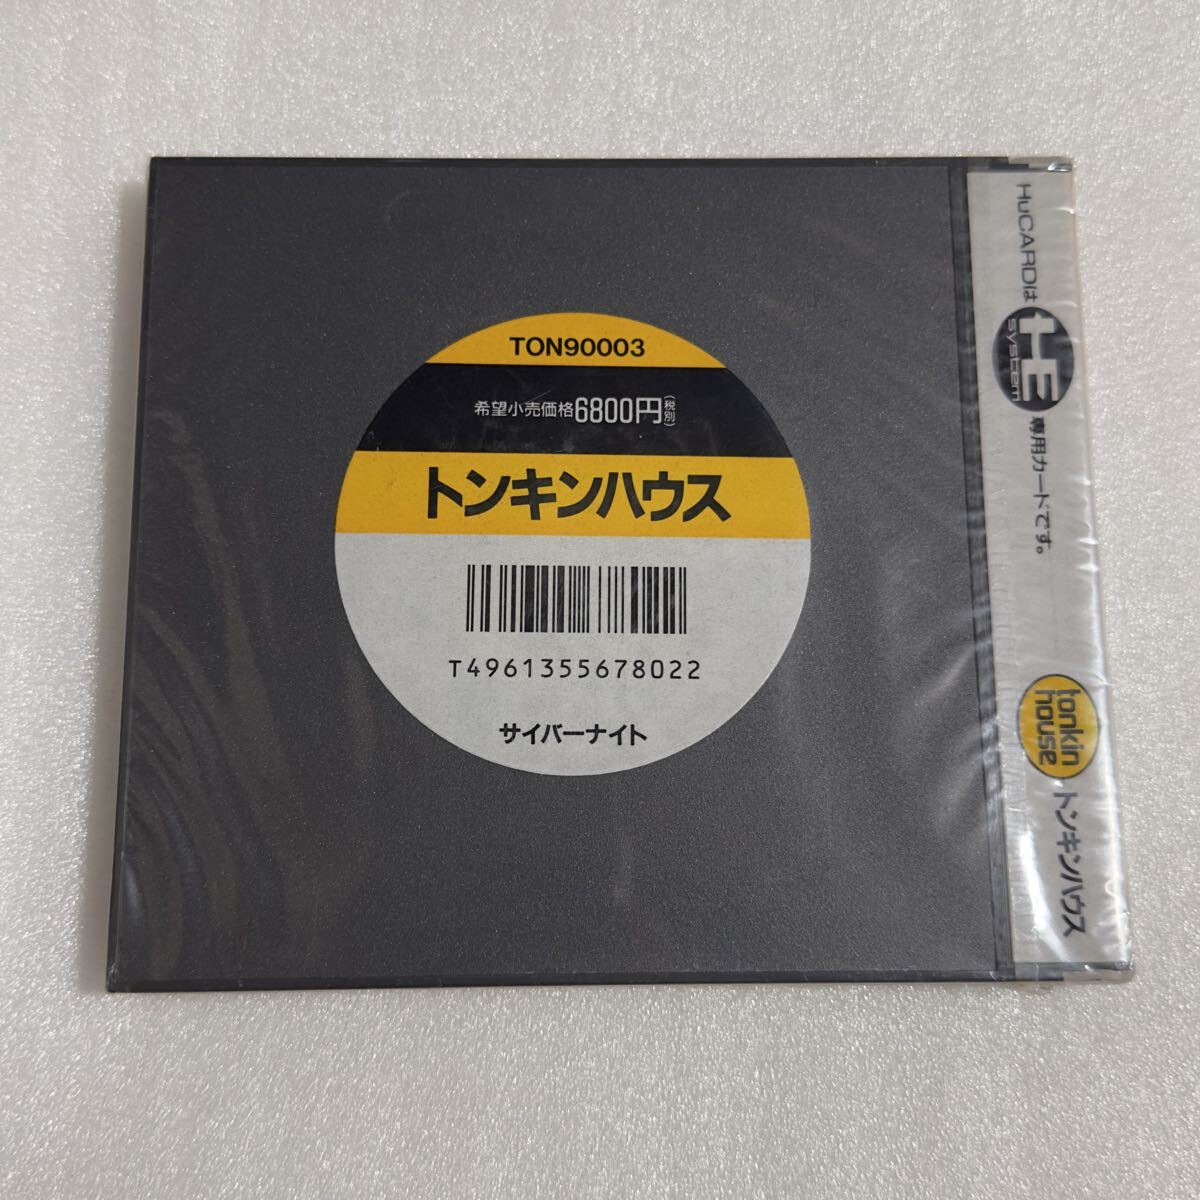 TON90003
希望小売価格6800円(税別)
トンキンハウス
T4961355678022
サイバーナイト
HuCARDは HE system 専用カードです。
tonkin
house
トンキンハウス